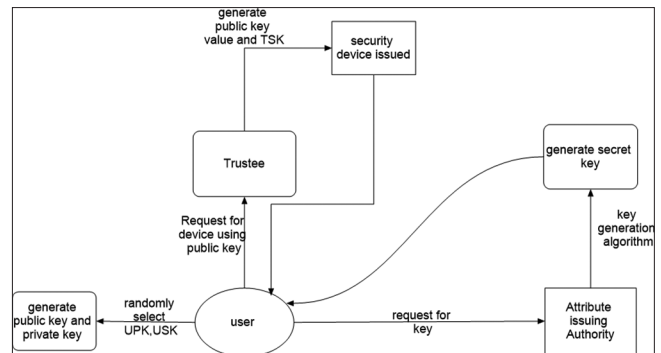 generate
public key
value and TSK
security
device issued
Trustee
generate secret
key
Request for
device using
public key
key
generation
algorithm
generate
public key and
private key
randomly
select
UPK,USK
user
request for
key
Attribute
issuing
Authority